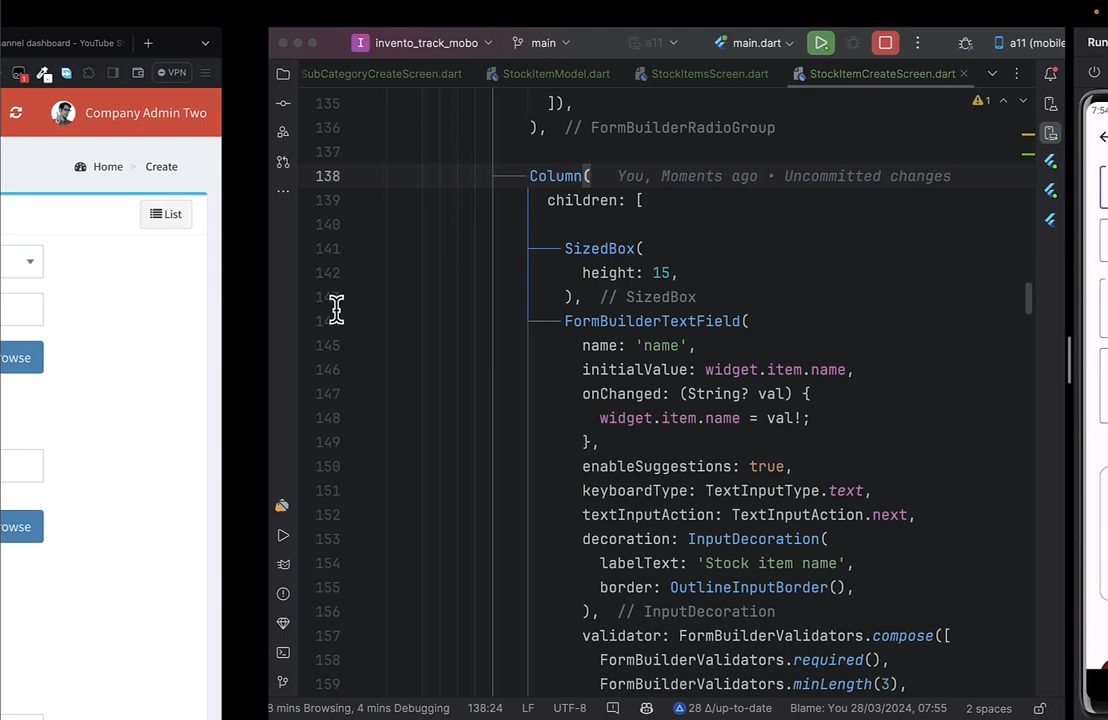 annel dashboard - YouTube S
VPN
Company Admin Two
Home > Create
List
owse
owse
I invento_track_mobo
main
a11
main.dart
a11 (mobile
Run
SubCategoryCreateScreen.dart
StockItemModel.dart
StockItemsScreen.dart
StockItemCreateScreen.dart
1
7:54
135 ]),
136 ), // FormBuilderRadioGroup
137
138 Column( You, Moments ago • Uncommitted changes
139 children: [
140
141 SizedBox(
142 height: 15,
), // SizedBox
FormBuilderTextField(
145 name: 'name',
146 initialValue: widget.item.name,
147 onChanged: (String? val) {
148 widget.item.name = val!;
149 },
150 enableSuggestions: true,
151 keyboardType: TextInputType.text,
152 textInputAction: TextInputAction.next,
153 decoration: InputDecoration(
154 labelText: 'Stock item name',
155 border: OutlineInputBorder(),
156 ), // InputDecoration
157 validator: FormBuilderValidators.compose([
158 FormBuilderValidators.required(),
159 FormBuilderValidators.minLength(3),
8 mins Browsing, 4 mins Debugging
138:24
LF
UTF-8
28 Δ/up-to-date
Blame: You 28/03/2024, 07:55
2 spaces